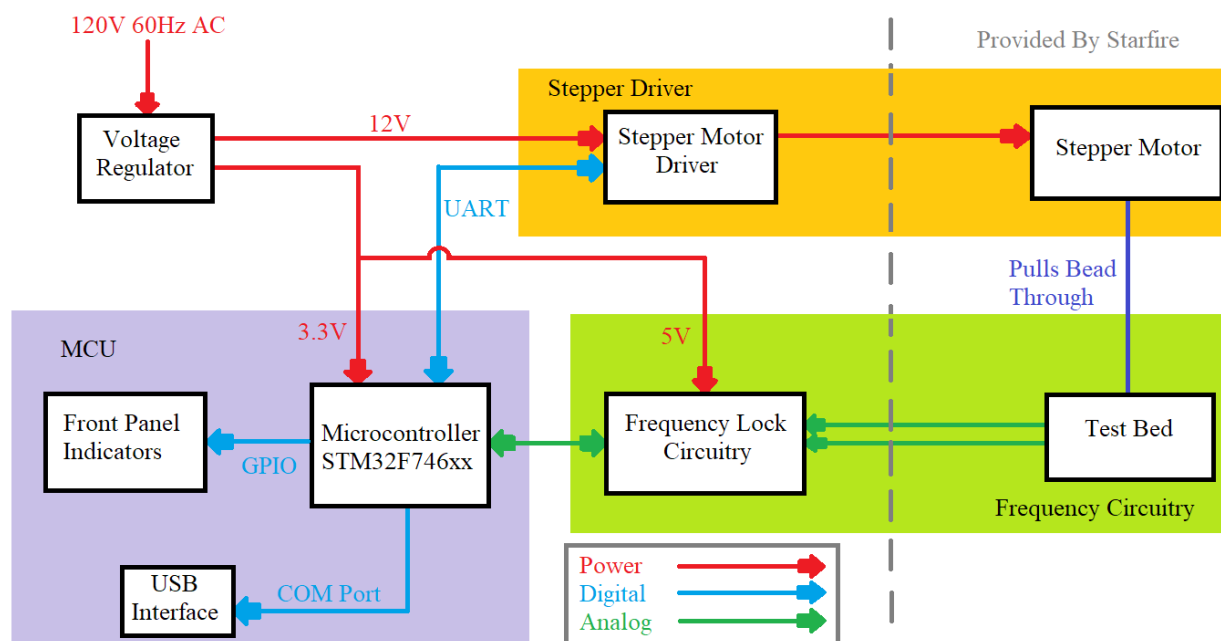 120V 60Hz AC
Provided By Starfire
Stepper Driver
12V
Voltage
Regulator
Stepper Motor
Driver
Stepper Motor
UART
Pulls Bead
Through
3.3V
5V
MCU
Front Panel
Indicators
GPIO
Microcontroller
STM32F746xx
Frequency Lock
Circuitry
Test Bed
Frequency Circuitry
USB
Interface
COM Port
Power
Digital
Analog